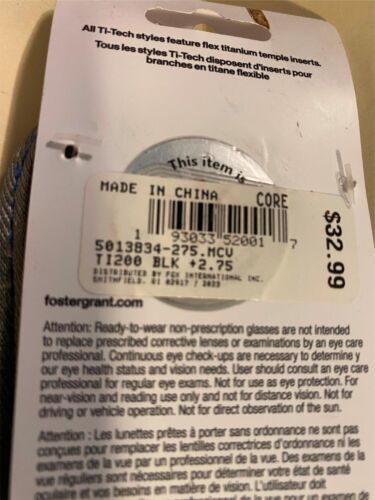 All Ti-Tech styles feature flex titanium temple inserts.
Tous les styles Ti-Tech disposent d'inserts pour
branches en titane flexible
This item is
MADE IN CHINA CORE
1 93033 52001 7
5013834-275.MCV
TI200 BLK +2.75
DISTRIBUTED BY FGX INTERNATIONAL INC.
SMITHFIELD, RI 02917 / 2023
$32.99
fostergrant.com
Attention: Ready-to-wear non-prescription glasses are not intended
to replace prescribed corrective lenses or examinations by an eye care
professional. Continuous eye check-ups are necessary to determine y
our eye health status and vision needs. User should consult an eye care
professional for regular eye exams. Not for use as eye protection. For
near-vision and reading use only and not for distance vision. Not for
driving or vehicle operation. Not for direct observation of the sun.
Attention : Les lunettes prêtes à porter sans ordonnance ne sont pas
conçues pour remplacer les lentilles correctrices d'ordonnance ni les
examens de la vue par un professionnel de la vue. Des examens de la
vue réguliers sont nécessaires pour déterminer votre état de santé
oculaire et vos besoins en matière de vision. L'utilisateur doit